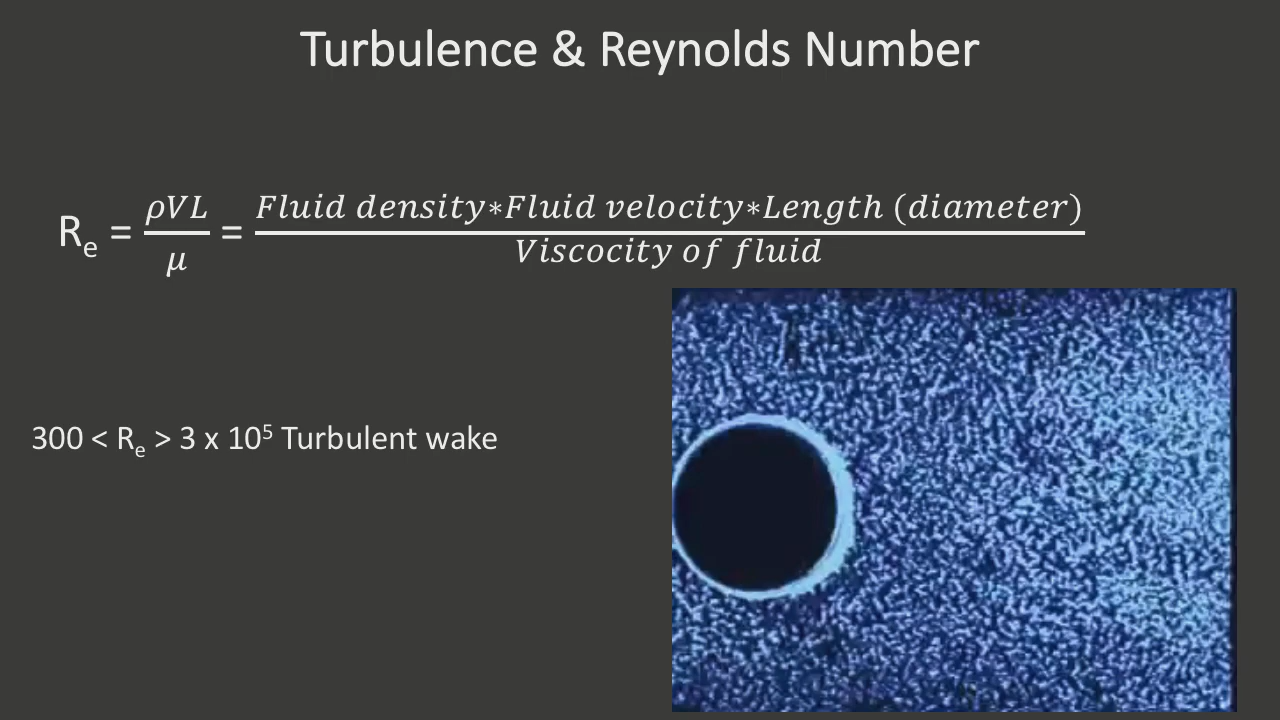 Turbulence & Reynolds Number
Rₑ = ρVL/μ = Fluid density∗Fluid velocity∗Length (diameter)/Viscocity of fluid
300 < Rₑ > 3 x 10⁵ Turbulent wake